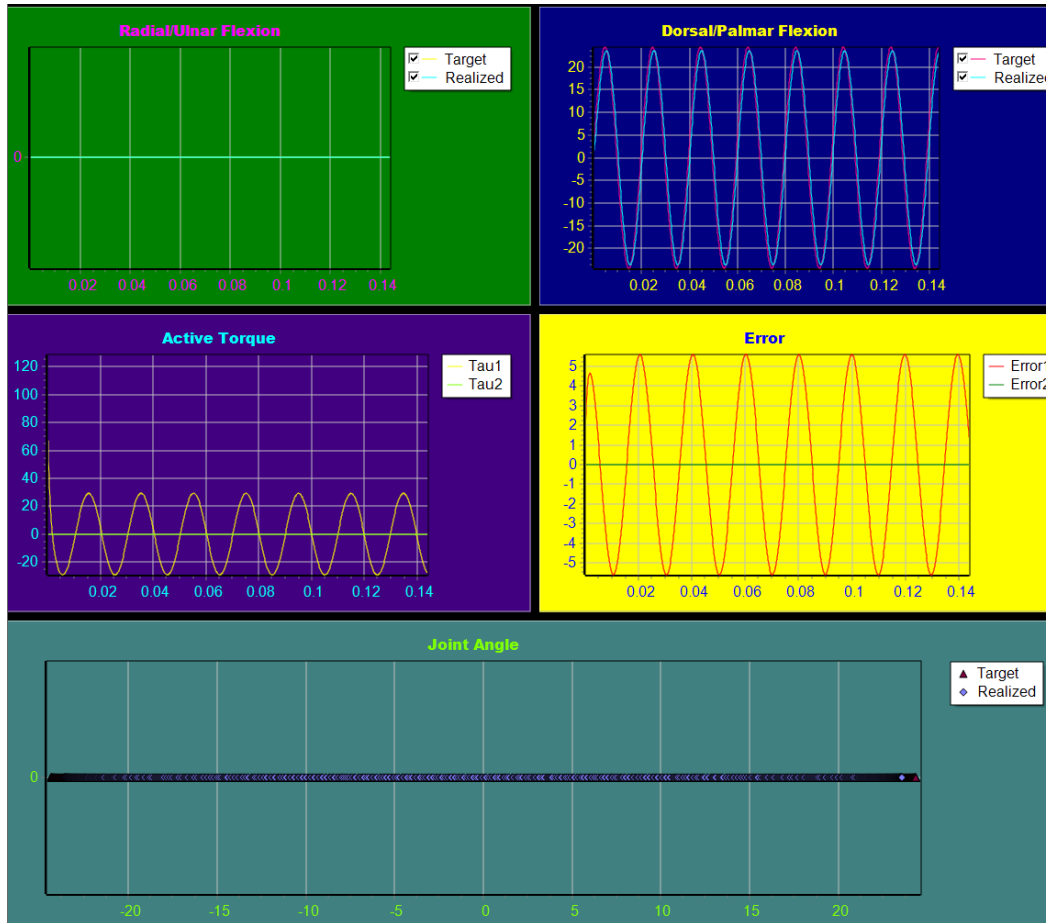 Radial/Ulnar Flexion
Target
Realized
0
0.02 0.04 0.06 0.08 0.1 0.12 0.14
Dorsal/Palmar Flexion
Target
Realized
20
15
10
5
0
-5
-10
-15
-20
0.02 0.04 0.06 0.08 0.1 0.12 0.14
Active Torque
Tau1
Tau2
120
100
80
60
40
20
0
-20
0.02 0.04 0.06 0.08 0.1 0.12 0.14
Error
Error1
Error2
5
4
3
2
1
0
-1
-2
-3
-4
-5
0.02 0.04 0.06 0.08 0.1 0.12 0.14
Joint Angle
Target
Realized
0
-20 -15 -10 -5 0 5 10 15 20